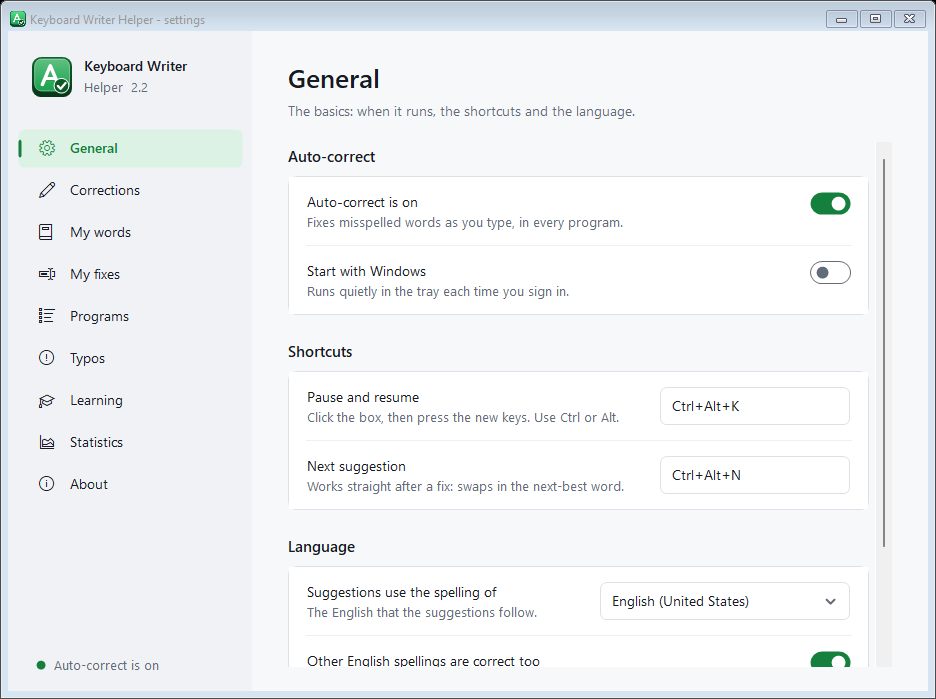 Keyboard Writer Helper - settings
Keyboard Writer
Helper 2.2
General
Corrections
My words
My fixes
Programs
Typos
Learning
Statistics
About
Auto-correct is on
General
The basics: when it runs, the shortcuts and the language.
Auto-correct
Auto-correct is on
Fixes misspelled words as you type, in every program.
Start with Windows
Runs quietly in the tray each time you sign in.
Shortcuts
Pause and resume
Click the box, then press the new keys. Use Ctrl or Alt.
Ctrl+Alt+K
Next suggestion
Works straight after a fix: swaps in the next-best word.
Ctrl+Alt+N
Language
Suggestions use the spelling of
The English that the suggestions follow.
English (United States)
Other English spellings are correct too